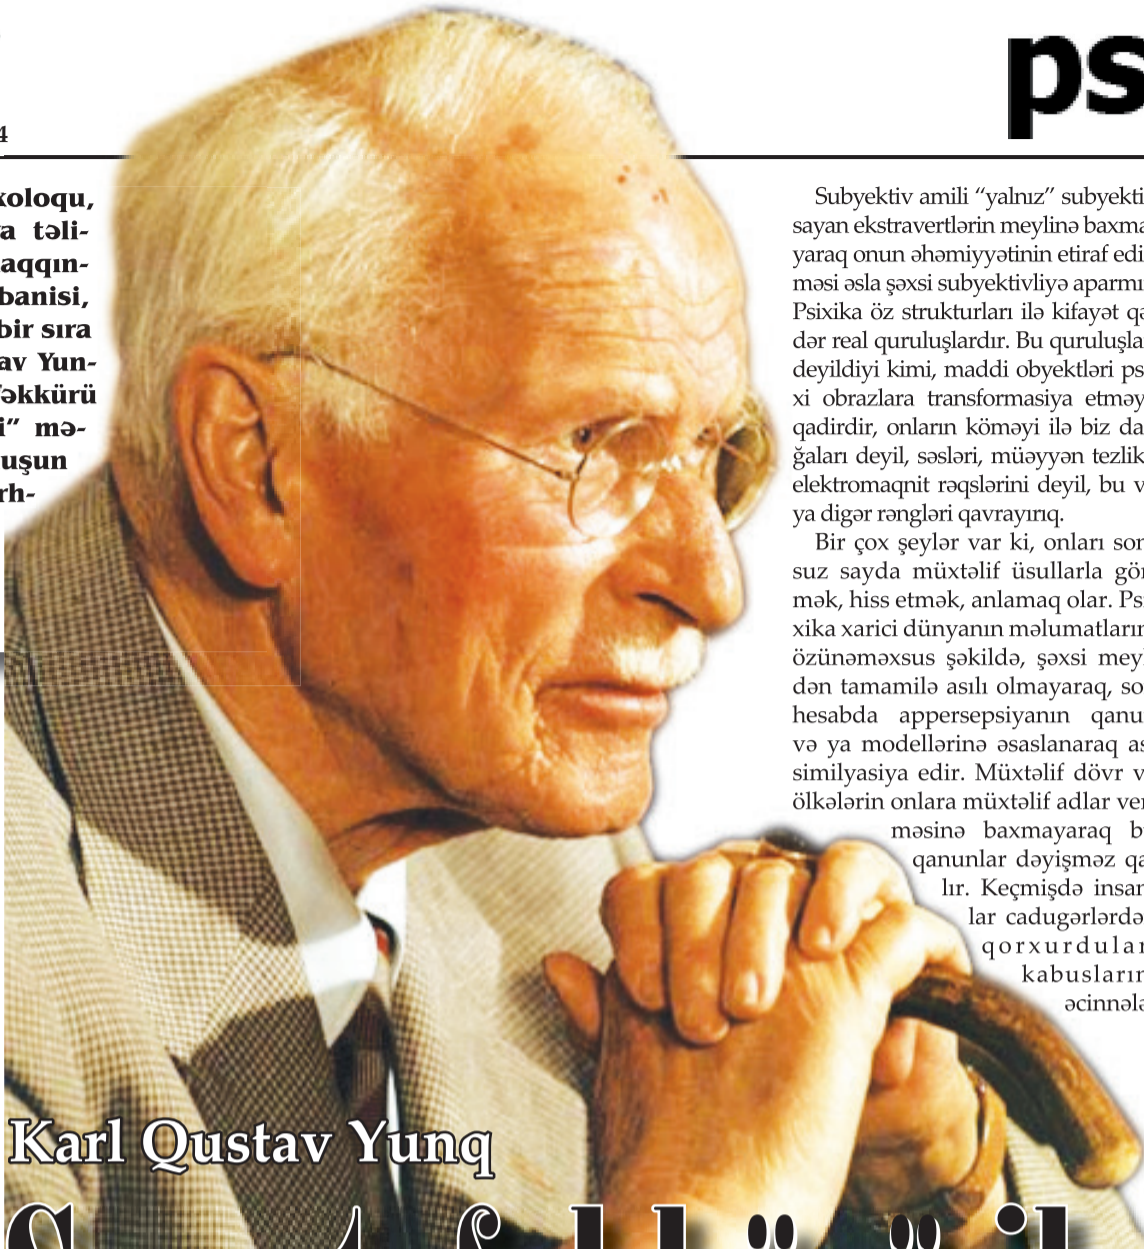 ps
4
xoloqu,
a təli-
aqqın-
banisi,
bir sıra
av Yun-
əkkürü
i” mə-
uşun
rh-
Subyektiv amili “yalnız” subyekti
sayan ekstravertlərin meylinə baxma
yaraq onun əhəmiyyətinin etiraf edi
məsi əsla şəxsi subyektivliyə aparmı
Psixika öz strukturları ilə kifayət qə
dər real quruluşlardır. Bu quruluşla
deyildiyi kimi, maddi obyektləri ps
xi obrazlara transformasiya etməy
qadirdir, onların köməyi ilə biz da
ğaları deyil, səsləri, müəyyən tezlik
elektromaqnit rəqslərini deyil, bu v
ya digər rəngləri qavrayırıq.
Bir çox şeylər var ki, onları son
suz sayda müxtəlif üsullarla gör
mək, hiss etmək, anlamaq olar. Psi
xika xarici dünyanın məlumatların
özünəməxsus şəkildə, şəxsi meyl
dən tamamilə asılı olmayaraq, so
hesabda appersepsiyanın qanu
və ya modellərinə əsaslanaraq as
similyasiya edir. Müxtəlif dövr v
ölkələrin onlara müxtəlif adlar ver
məsinə baxmayaraq b
qanunlar dəyişməz qa
lır. Keçmişdə insan
lar cadugərlərdə
qorxurdular
kabusların
əcinnələ
Karl Qustav Yunq